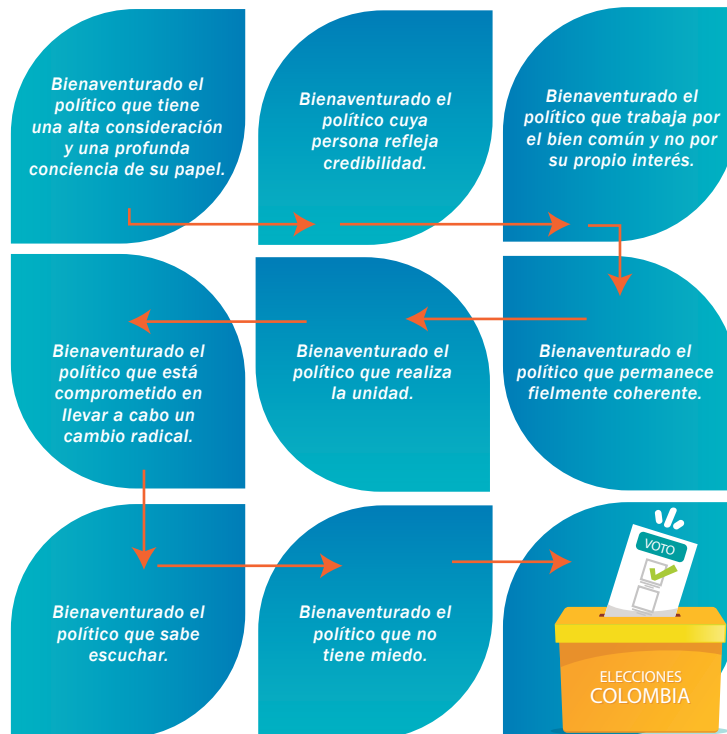 Bienaventurado el
político que tiene
una alta consideración
y una profunda
conciencia de su papel.
Bienaventurado el
político cuya
persona refleja
credibilidad.
Bienaventurado el
político que trabaja por
el bien común y no por
su propio interés.
Bienaventurado el
político que permanece
fielmente coherente.
Bienaventurado el
político que realiza
la unidad.
Bienaventurado el
político que está
comprometido en
llevar a cabo un
cambio radical.
Bienaventurado el
político que sabe
escuchar.
Bienaventurado el
político que no
tiene miedo.
VOTO
ELECCIONES
COLOMBIA